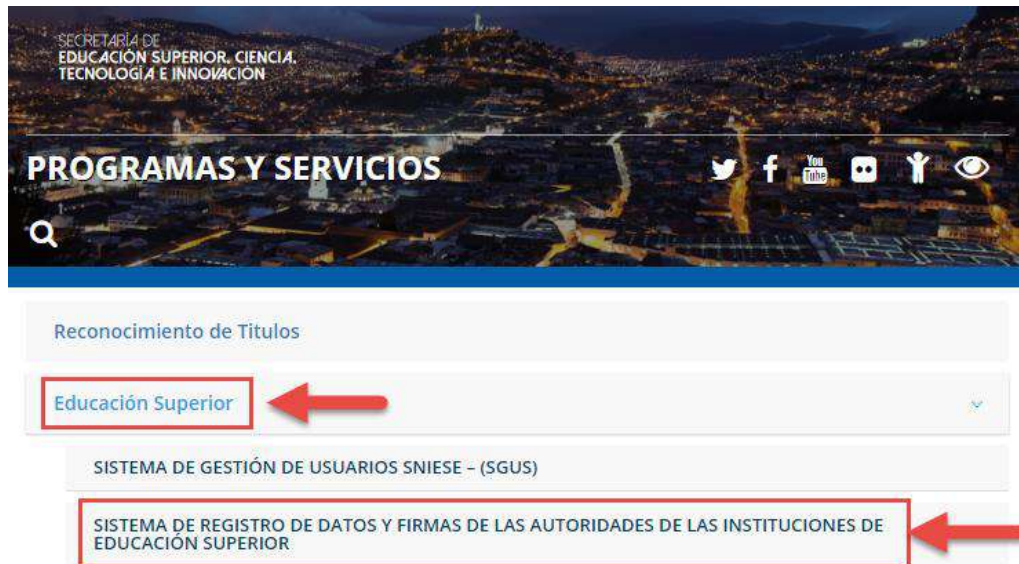 SECRETARÍA DE
EDUCACIÓN SUPERIOR, CIENCIA,
TECNOLOGÍA E INNOVACIÓN
PROGRAMAS Y SERVICIOS
You
Tube
Reconocimiento de Titulos
Educación Superior
SISTEMA DE GESTIÓN DE USUARIOS SNIESE – (SGUS)
SISTEMA DE REGISTRO DE DATOS Y FIRMAS DE LAS AUTORIDADES DE LAS INSTITUCIONES DE
EDUCACIÓN SUPERIOR